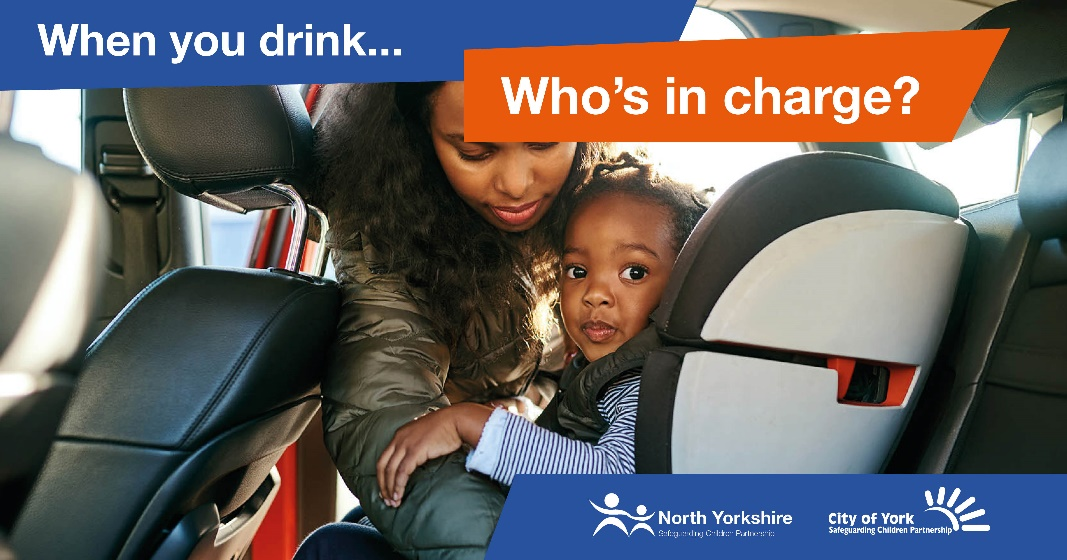 When you drink...
Who's in charge?
North Yorkshire
Safeguarding Children Partnership
City of York
Safeguarding Children Partnership